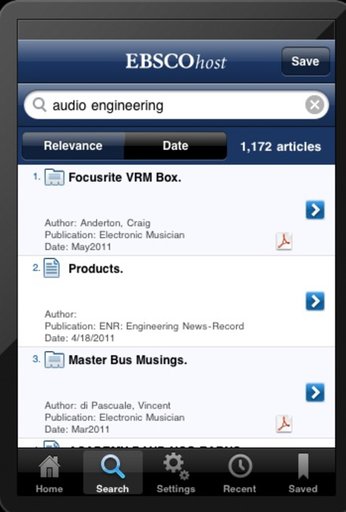 EBSCOhost
Save
audio engineering
Relevance
Date
1,172 articles
1. Focusrite VRM Box.
Author: Anderton, Craig
Publication: Electronic Musician
Date: May2011
2. Products.
Author:
Publication: ENR: Engineering News-Record
Date: 4/18/2011
3. Master Bus Musings.
Author: di Pascuale, Vincent
Publication: Electronic Musician
Date: Mar2011
Home
Search
Settings
Recent
Saved